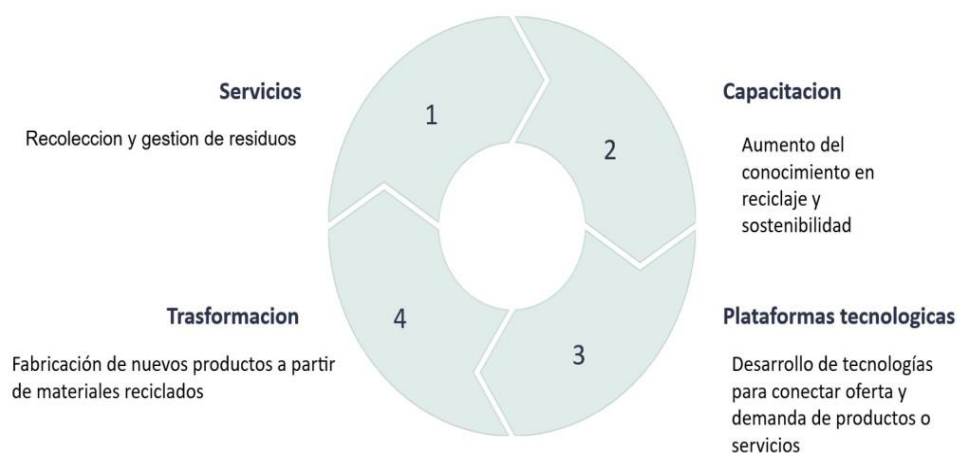 Servicios
Recoleccion y gestion de residuos
1
2
Capacitacion
Aumento del
conocimiento en
reciclaje y
sostenibilidad
Trasformacion
Fabricación de nuevos productos a partir
de materiales reciclados
4
3
Plataformas tecnologicas
Desarrollo de tecnologías
para conectar oferta y
demanda de productos o
servicios